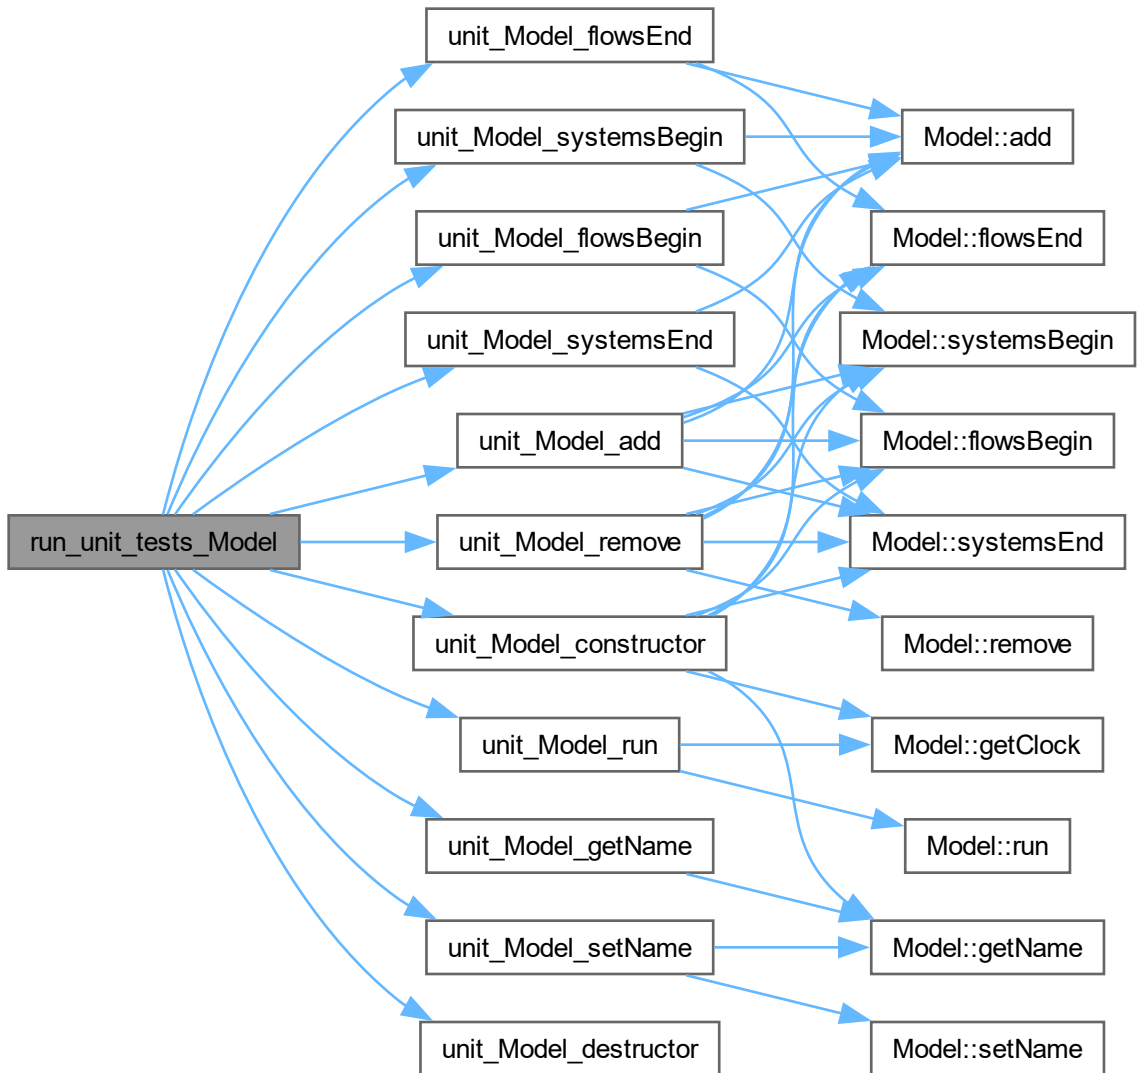 unit_Model_flowsEnd
unit_Model_systemsBegin
Model::add
unit_Model_flowsBegin
Model::flowsEnd
unit_Model_systemsEnd
Model::systemsBegin
unit_Model_add
Model::flowsBegin
run_unit_tests_Model
unit_Model_remove
Model::systemsEnd
unit_Model_constructor
Model::remove
unit_Model_run
Model::getClock
unit_Model_getName
Model::run
unit_Model_setName
Model::getName
unit_Model_destructor
Model::setName